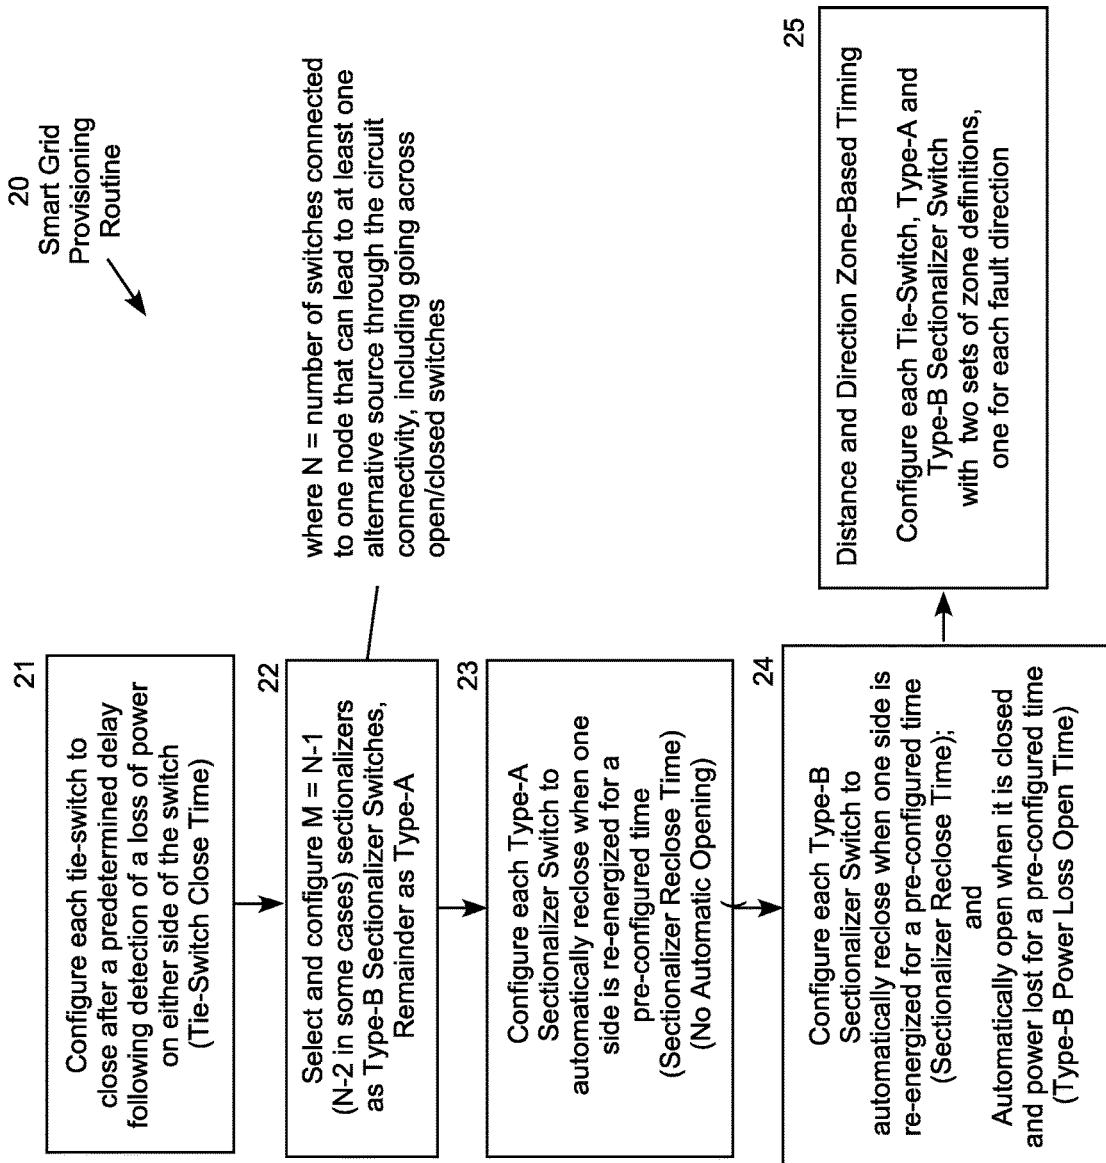 20
Smart Grid
Provisioning
Routine
21
Configure each tie-switch to
close after a predetermined delay
following detection of a loss of power
on either side of the switch
(Tie-Switch Close Time)
22
Select and configure M = N-1
(N-2 in some cases) sectionalizers
as Type-B Sectionalizer Switches,
Remainder as Type-A
where N = number of switches connected
to one node that can lead to at least one
alternative source through the circuit
connectivity, including going across
open/closed switches
23
Configure each Type-A
Sectionalizer Switch to
automatically reclose when one
side is re-energized for a
pre-configured time
(Sectionalizer Reclose Time)
(No Automatic Opening)
24
Configure each Type-B
Sectionalizer Switch to
automatically reclose when one side is
re-energized for a pre-configured time
(Sectionalizer Reclose Time);
and
Automatically open when it is closed
and power lost for a pre-configured time
(Type-B Power Loss Open Time)
25
Distance and Direction Zone-Based Timing
Configure each Tie-Switch, Type-A and
Type-B Sectionalizer Switch
with two sets of zone definitions,
one for each fault direction